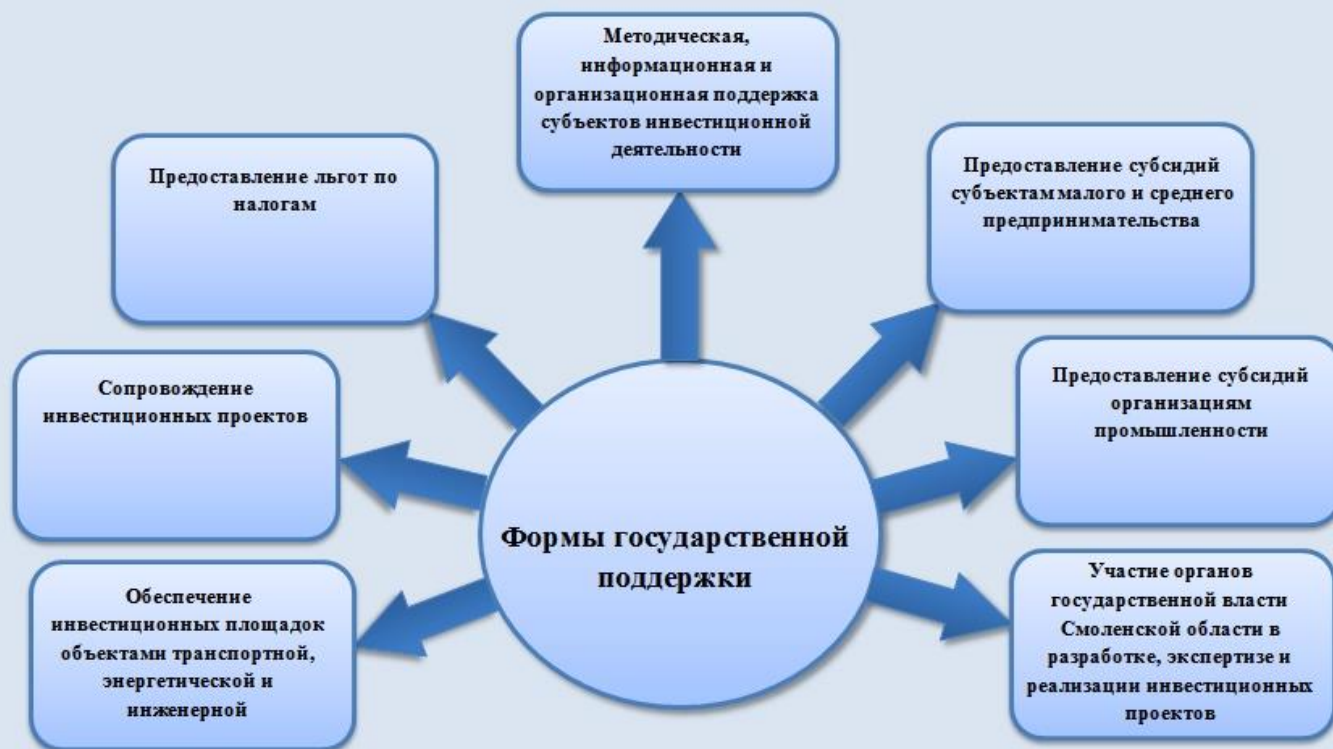 Методическая,
информационная и
организационная поддержка
субъектов инвестиционной
деятельности
Предоставление льгот по
налогам
Предоставление субсидий
субъектам малого и среднего
предпринимательства
Сопровождение
инвестиционных проектов
Предоставление субсидий
организациям
промышленности
Формы государственной
поддержки
Обеспечение
инвестиционных площадок
объектами транспортной,
энергетической и
инженерной
Участие органов
государственной власти
Смоленской области в
разработке, экспертизе и
реализации инвестиционных
проектов